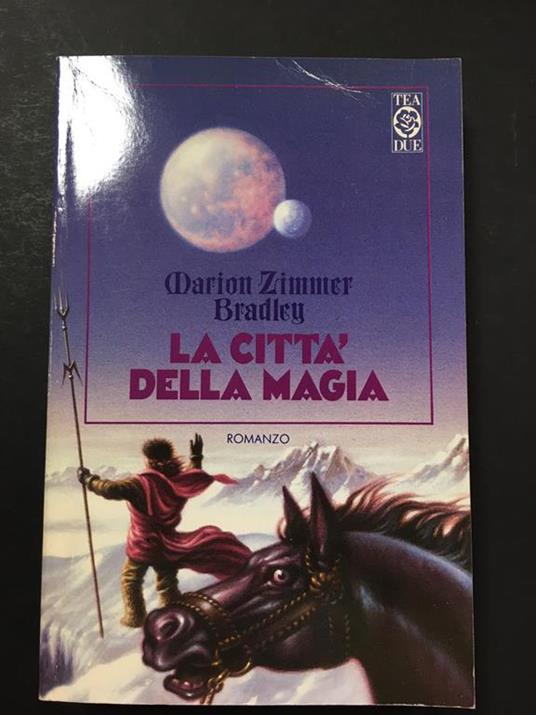 TEA
DUE
Marion Zimmer
Bradley
LA CITTA'
DELLA MAGIA
ROMANZO